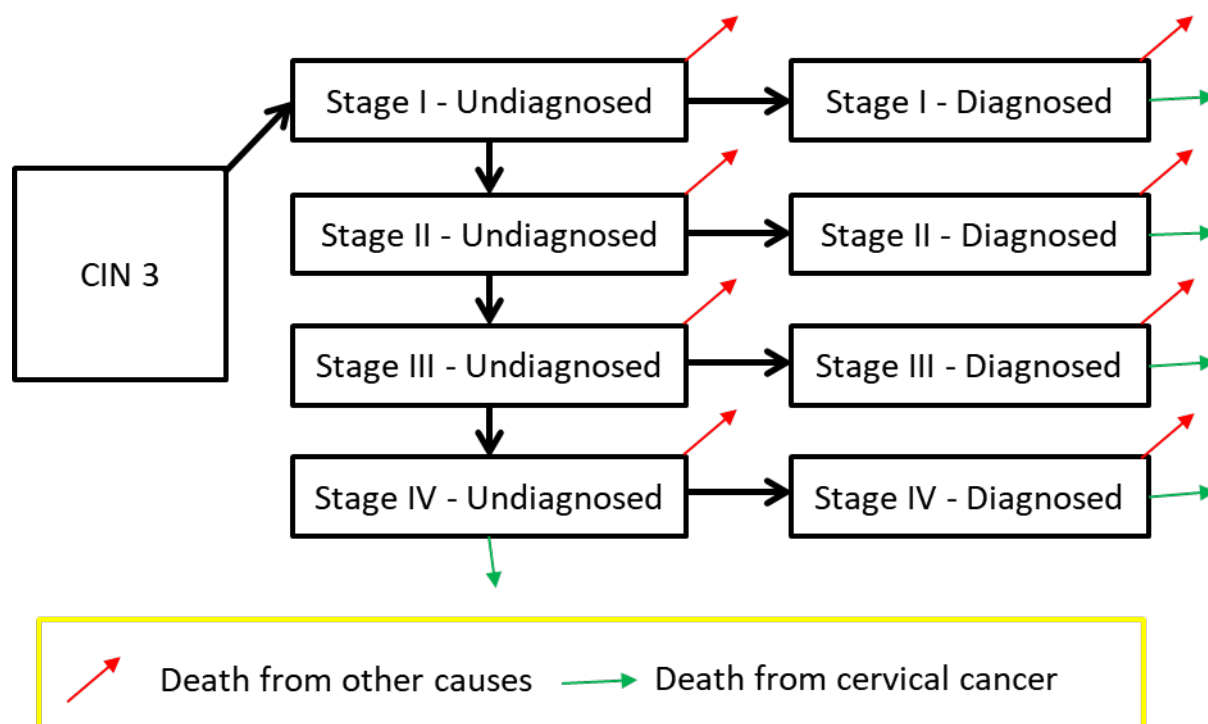 Stage I - Undiagnosed
Stage I - Diagnosed
CIN 3
Stage II - Undiagnosed
Stage II - Diagnosed
Stage III - Undiagnosed
Stage III - Diagnosed
Stage IV - Undiagnosed
Stage IV - Diagnosed
Death from other causes
Death from cervical cancer